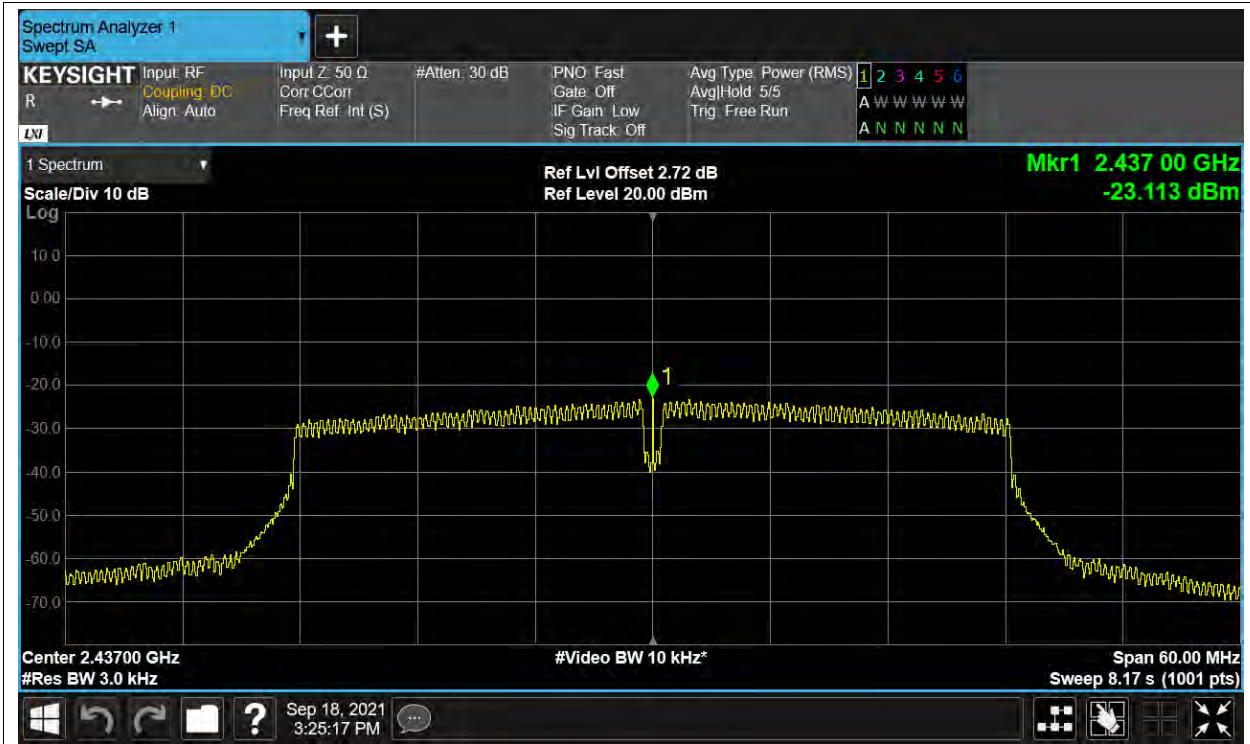 Spectrum Analyzer 1
Swept SA
KEYSIGHT Input: RF Input Z: 50 Ω #Atten: 30 dB PNO: Fast Avg Type: Power (RMS) 1 2 3 4 5 6
R Coupling: DC Corr CCorr Gate: Off Avg|Hold: 5/5 A W W W W W
Align: Auto Freq Ref: Int (S) IF Gain: Low Trig: Free Run
LXI Sig Track: Off A N N N N N
1 Spectrum Ref Lvl Offset 2.72 dB Mkr1 2.437 00 GHz
Scale/Div 10 dB Ref Level 20.00 dBm -23.113 dBm
Log
10.0
0.00
-10.0
1
-20.0
-30.0
-40.0
-50.0
-60.0
-70.0
Center 2.43700 GHz #Video BW 10 kHz* Span 60.00 MHz
#Res BW 3.0 kHz Sweep 8.17 s (1001 pts)
? Sep 18, 2021
3:25:17 PM